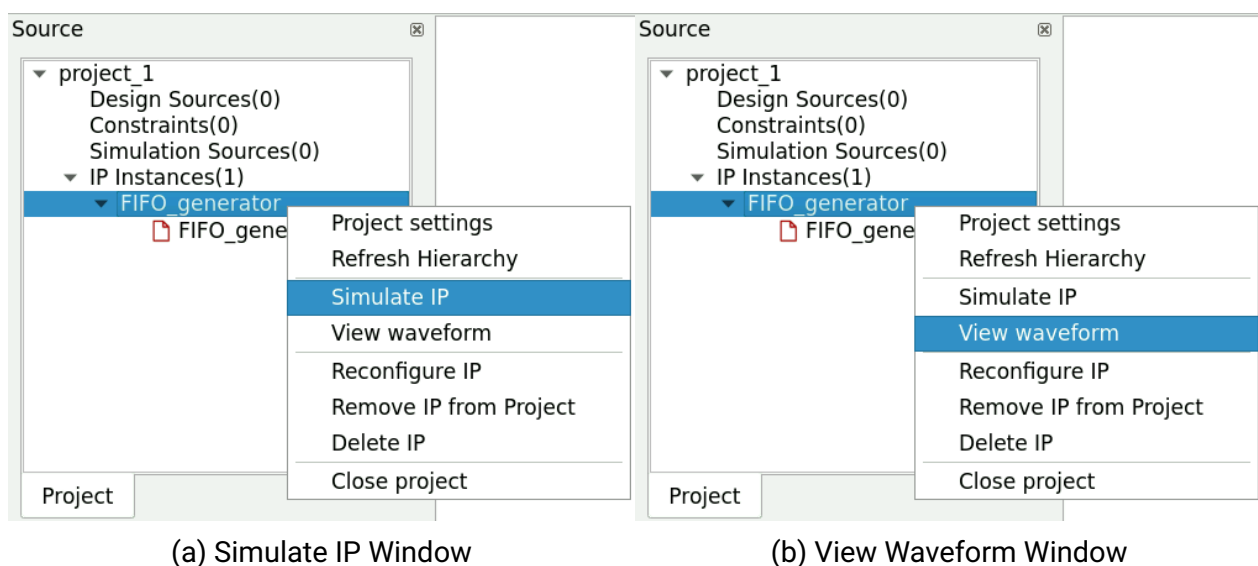 Source
project_1
Design Sources(0)
Constraints(0)
Simulation Sources(0)
IP Instances(1)
FIFO_generator
FIFO_gene
Project settings
Refresh Hierarchy
Simulate IP
View waveform
Reconfigure IP
Remove IP from Project
Delete IP
Close project
Project
(a) Simulate IP Window
Source
project_1
Design Sources(0)
Constraints(0)
Simulation Sources(0)
IP Instances(1)
FIFO_generator
FIFO_gene
Project settings
Refresh Hierarchy
Simulate IP
View waveform
Reconfigure IP
Remove IP from Project
Delete IP
Close project
Project
(b) View Waveform Window